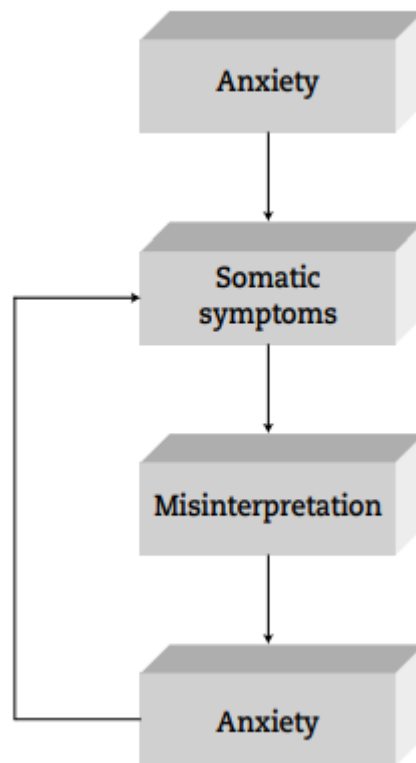 Anxiety
Somatic
symptoms
Misinterpretation
Anxiety